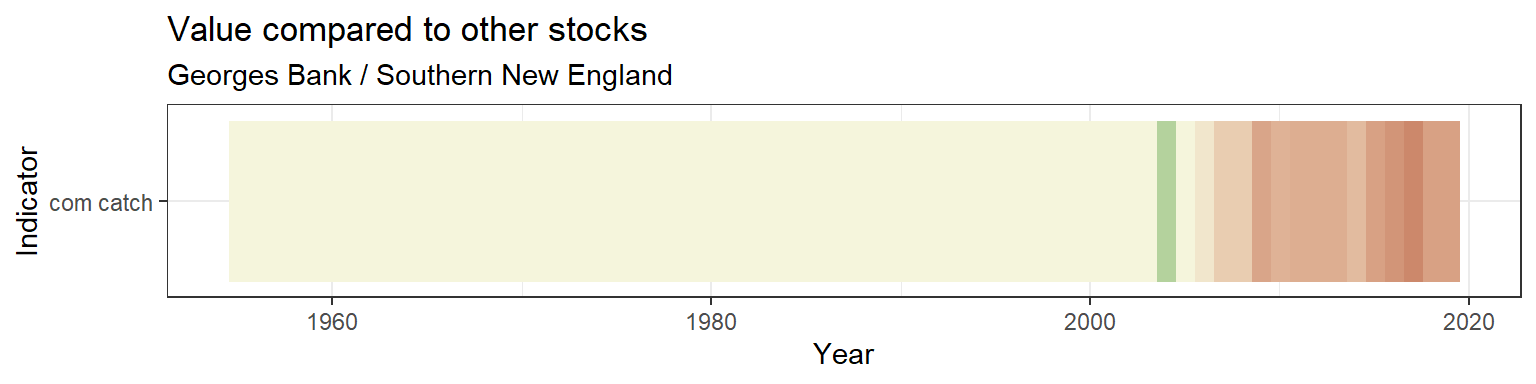 Value compared to other stocks
Georges Bank / Southern New England
Indicator
com catch
1960 1980 2000 2020
Year